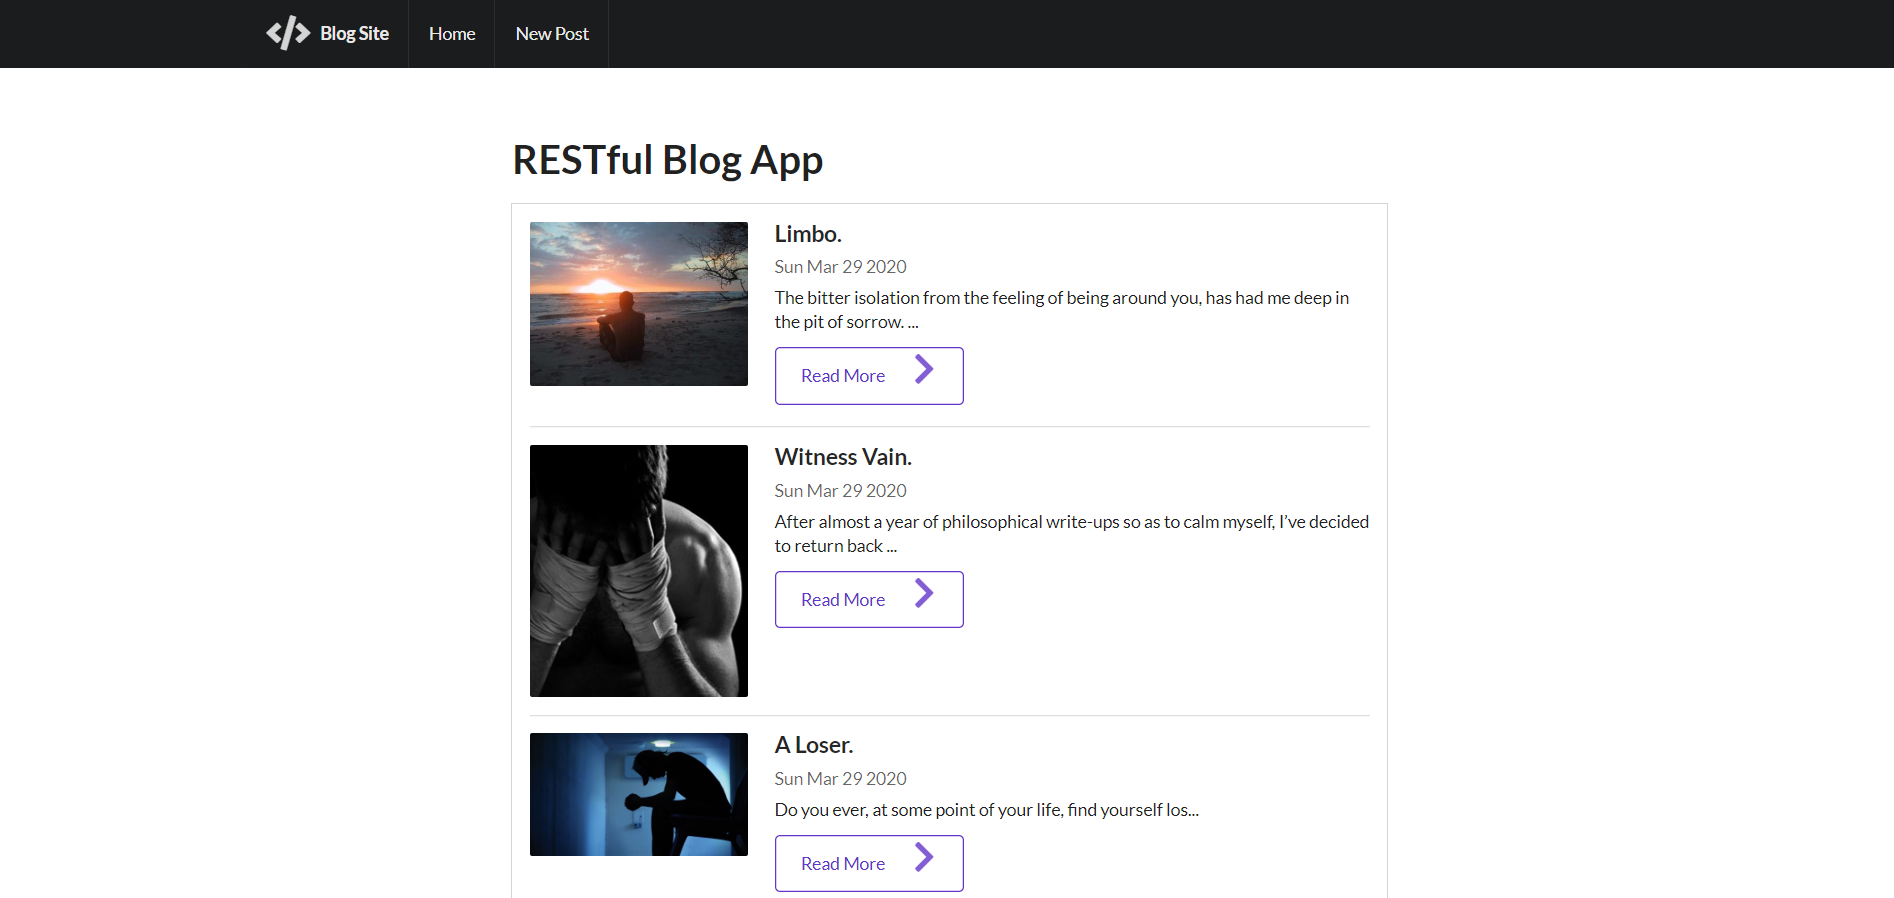 Blog Site
Home
New Post
RESTful Blog App
Limbo.
Sun Mar 29 2020
The bitter isolation from the feeling of being around you, has had me deep in
the pit of sorrow. ...
Read More
Witness Vain.
Sun Mar 29 2020
After almost a year of philosophical write-ups so as to calm myself, I’ve decided
to return back ...
Read More
A Loser.
Sun Mar 29 2020
Do you ever, at some point of your life, find yourself los...
Read More